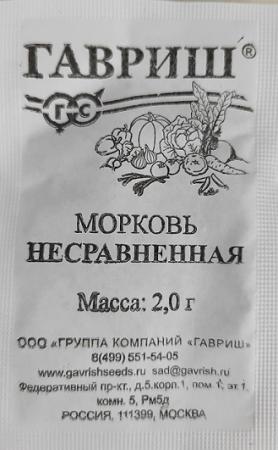 ГАВРИШ®
ГС
МОРКОВЬ
НЕСРАВНЕННАЯ
Масса: 2,0 г
ООО «ГРУППА КОМПАНИЙ «ГАВРИШ»
8(499) 551-54-05
www.gavrishseeds.ru sad@gavrish.ru
Федеративный пр-кт., д.5.корп.1, пом 1, эт 1.
комн. 5, Рм5д
РОССИЯ, 111399, МОСКВА